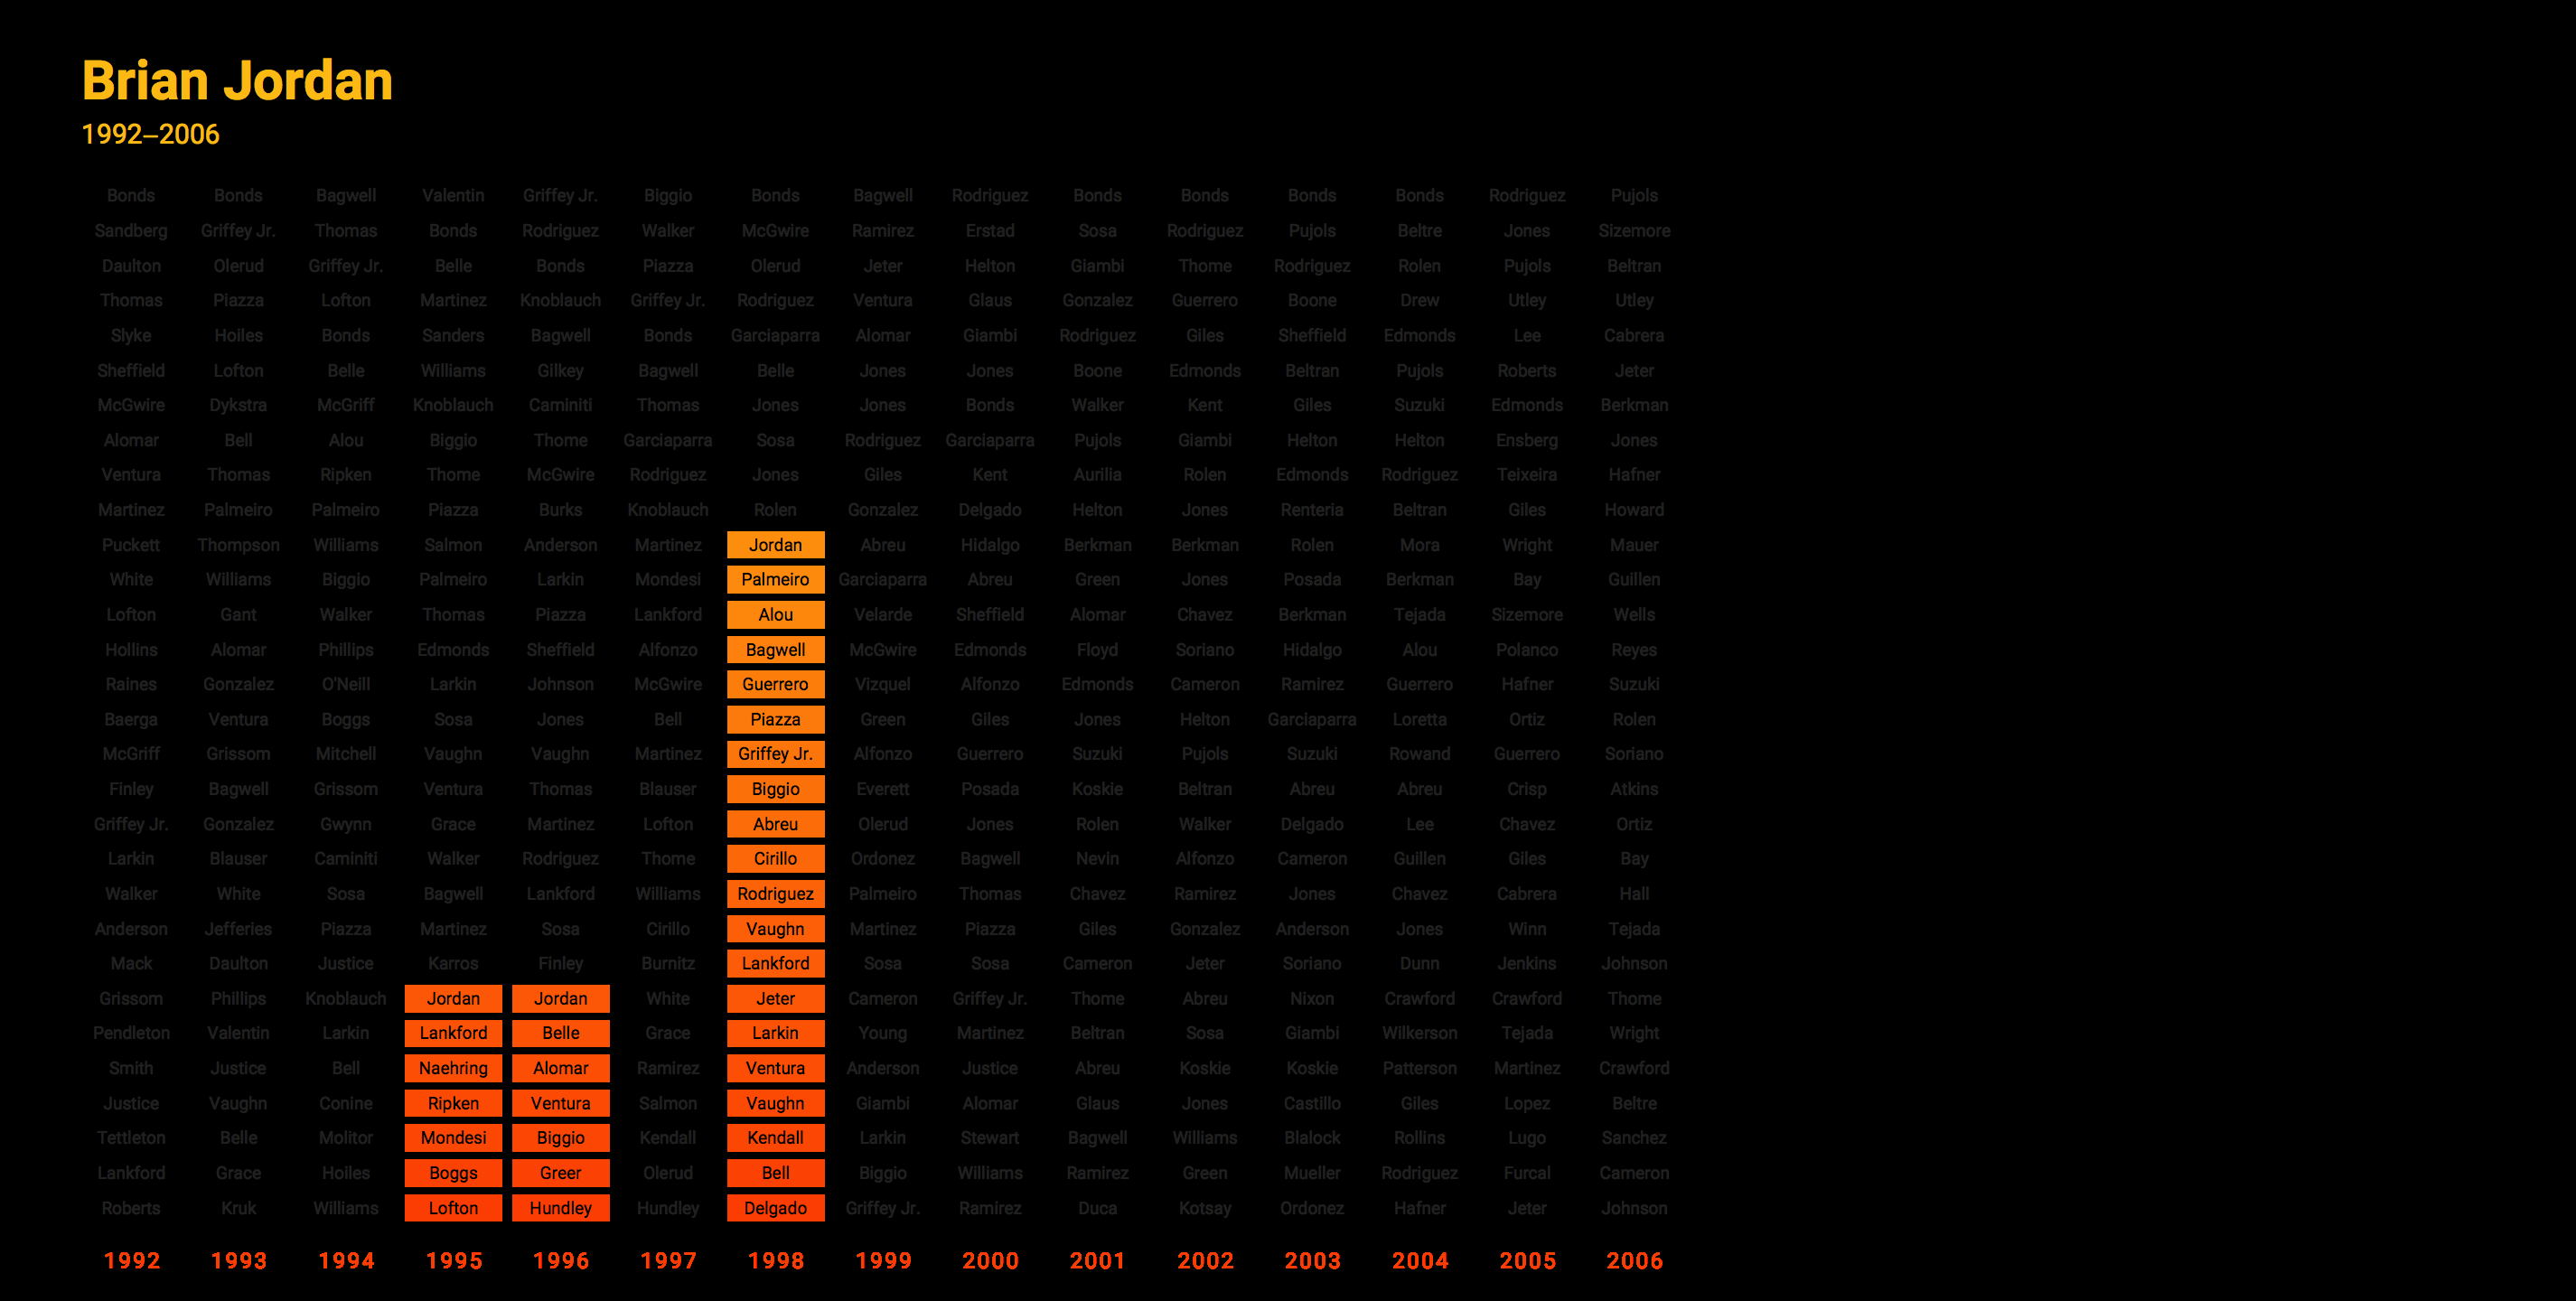 Brian Jordan
1992–2006
Bonds Bonds Bagwell Valentin Griffey Jr. Biggio Bonds Bagwell Rodriguez Bonds Bonds Bonds Bonds Rodriguez Pujols
Sandberg Griffey Jr. Thomas Bonds Rodriguez Walker McGwire Ramirez Erstad Sosa Rodriguez Pujols Beltre Jones Sizemore
Daulton Olerud Griffey Jr. Belle Bonds Piazza Olerud Jeter Helton Giambi Thome Rodriguez Rolen Pujols Beltran
Thomas Piazza Lofton Martinez Knoblauch Griffey Jr. Rodriguez Ventura Glaus Gonzalez Guerrero Boone Drew Utley Utley
Slyke Hoiles Bonds Sanders Bagwell Bonds Garciaparra Alomar Giambi Rodriguez Giles Sheffield Edmonds Lee Cabrera
Sheffield Lofton Belle Williams Gilkey Bagwell Belle Jones Jones Boone Edmonds Beltran Pujols Roberts Jeter
McGwire Dykstra McGriff Knoblauch Caminiti Thomas Jones Jones Bonds Walker Kent Giles Suzuki Edmonds Berkman
Alomar Bell Alou Biggio Thome Garciaparra Sosa Rodriguez Garciaparra Pujols Giambi Helton Helton Ensberg Jones
Ventura Thomas Ripken Thome McGwire Rodriguez Jones Giles Kent Aurilia Rolen Edmonds Rodriguez Teixeira Hafner
Martinez Palmeiro Palmeiro Piazza Burks Knoblauch Rolen Gonzalez Delgado Helton Jones Renteria Beltran Giles Howard
Puckett Thompson Williams Salmon Anderson Martinez Jordan Abreu Hidalgo Berkman Berkman Rolen Mora Wright Mauer
White Williams Biggio Palmeiro Larkin Mondesi Palmeiro Garciaparra Abreu Green Jones Posada Berkman Bay Guillen
Lofton Gant Walker Thomas Piazza Lankford Alou Velarde Sheffield Alomar Chavez Berkman Tejada Sizemore Wells
Hollins Alomar Phillips Edmonds Sheffield Alfonzo Bagwell McGwire Edmonds Floyd Soriano Hidalgo Alou Polanco Reyes
Raines Gonzalez O'Neill Larkin Johnson McGwire Guerrero Vizquel Alfonzo Edmonds Cameron Ramirez Guerrero Hafner Suzuki
Baerga Ventura Boggs Sosa Jones Bell Piazza Green Giles Jones Helton Garciaparra Loretta Ortiz Rolen
McGriff Grissom Mitchell Vaughn Vaughn Martinez Griffey Jr. Alfonzo Guerrero Suzuki Pujols Suzuki Rowand Guerrero Soriano
Finley Bagwell Grissom Ventura Thomas Blauser Biggio Everett Posada Koskie Beltran Abreu Abreu Crisp Atkins
Griffey Jr. Gonzalez Gwynn Grace Martinez Lofton Abreu Olerud Jones Rolen Walker Delgado Lee Chavez Ortiz
Larkin Blauser Caminiti Walker Rodriguez Thome Cirillo Ordonez Bagwell Nevin Alfonzo Cameron Guillen Giles Bay
Walker White Sosa Bagwell Lankford Williams Rodriguez Palmeiro Thomas Chavez Ramirez Jones Chavez Cabrera Hall
Anderson Jefferies Piazza Martinez Sosa Cirillo Vaughn Martinez Piazza Giles Gonzalez Anderson Jones Winn Tejada
Mack Daulton Justice Karros Finley Burnitz Lankford Sosa Sosa Cameron Jeter Soriano Dunn Jenkins Johnson
Grissom Phillips Knoblauch Jordan Jordan White Jeter Cameron Griffey Jr. Thome Abreu Nixon Crawford Crawford Thome
Pendleton Valentin Larkin Lankford Belle Grace Larkin Young Martinez Beltran Sosa Giambi Wilkerson Tejada Wright
Smith Justice Bell Naehring Alomar Ramirez Ventura Anderson Justice Abreu Koskie Koskie Patterson Martinez Crawford
Justice Vaughn Conine Ripken Ventura Salmon Vaughn Giambi Alomar Glaus Jones Castillo Giles Lopez Beltre
Tettleton Belle Molitor Mondesi Biggio Kendall Kendall Larkin Stewart Bagwell Williams Blalock Rollins Lugo Sanchez
Lankford Grace Hoiles Boggs Greer Olerud Bell Biggio Williams Ramirez Green Mueller Rodriguez Furcal Cameron
Roberts Kruk Williams Lofton Hundley Hundley Delgado Griffey Jr. Ramirez Duca Kotsay Ordonez Hafner Jeter Johnson
1992 1993 1994 1995 1996 1997 1998 1999 2000 2001 2002 2003 2004 2005 2006